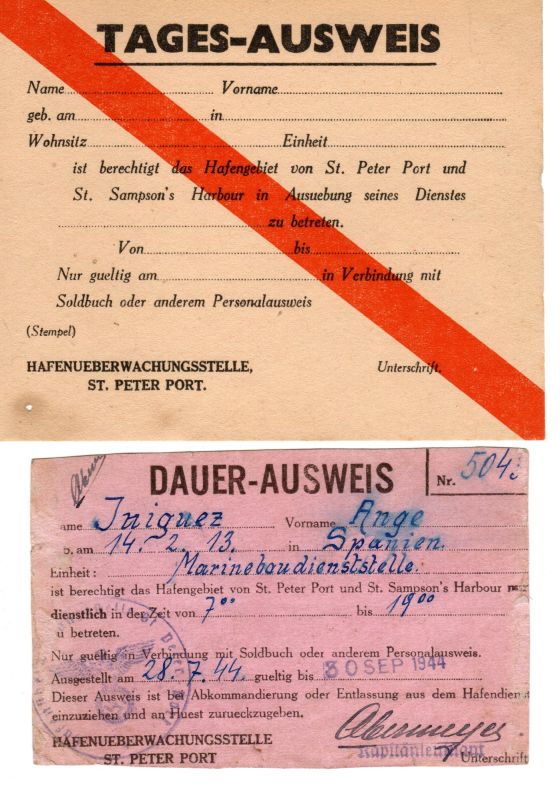 TAGES-AUSWEIS
Name Vorname
geb. am in
Wohnsitz Einheit
ist berechtigt das Hafengebiet von St. Peter Port und
St. Sampson's Harbour in Ausuebung seines Dienstes
zu betreten.
Von bis
Nur gueltig am in Verbindung mit
Soldbuch oder anderem Personalausweis
(Stempel)
HAFENUEBERWACHUNGSSTELLE, Unterschrift.
ST. PETER PORT.
DAUER-AUSWEIS Nr. 504
ame Iniguez Vorname Ange
b. am 14. 2. 13. in Spanien.
Einheit: Marinebaudienststelle.
ist berechtigt das Hafengebiet von St. Peter Port und St. Sampson's Harbour nur
dienstlich in der Zeit von 7⁰⁰ bis 19⁰⁰
u betreten.
Nur gueltig in Verbindung mit Soldbuch oder anderem Personalausweis.
Ausgestellt am 28. 7. 44. gueltig bis 30 SEP 1944
Dieser Ausweis ist bei Abkommandierung oder Entlassung aus dem Hafendienst
einzuziehen und an Huest zurueckzugeben.
HAFENUEBERWACHUNGSSTELLE
Kapitänleutnant
ST. PETER PORT Unterschrift